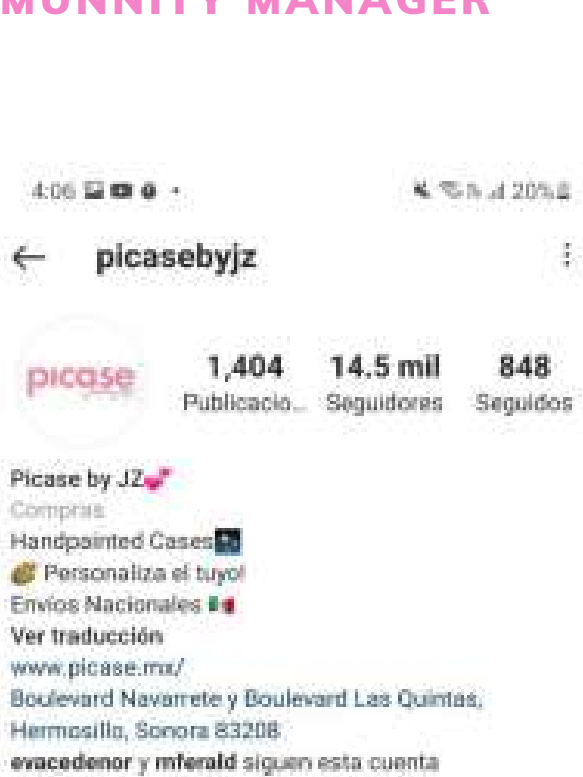 MUNNITY MANAGER
4:06 20%
picasebyjz
picase
1,404 14.5 mil 848
Publicacio... Seguidores Seguidos
Picase by JZ💕
Compras
Handpainted Cases
🎨 Personaliza el tuyo!
Envíos Nacionales 🇲🇽
Ver traducción
www.picase.mx/
Boulevard Navarrete y Boulevard Las Quintas,
Hermosillo, Sonora 83208
evacedenor y mferald siguen esta cuenta